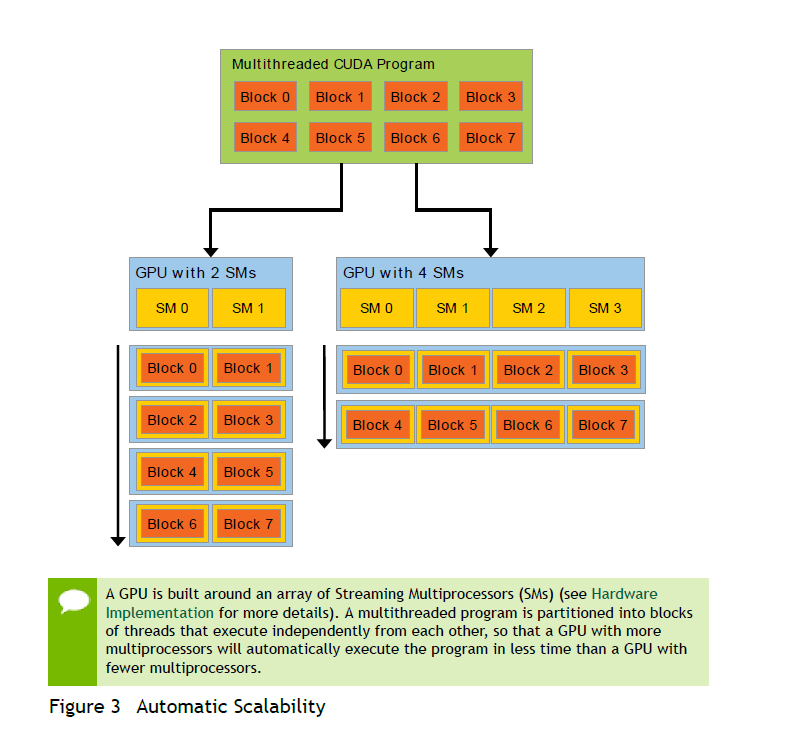 Multithreaded CUDA Program
Block 0 Block 1 Block 2 Block 3
Block 4 Block 5 Block 6 Block 7
GPU with 2 SMs
SM 0 SM 1
Block 0 Block 1
Block 2 Block 3
Block 4 Block 5
Block 6 Block 7
GPU with 4 SMs
SM 0 SM 1 SM 2 SM 3
Block 0 Block 1 Block 2 Block 3
Block 4 Block 5 Block 6 Block 7
A GPU is built around an array of Streaming Multiprocessors (SMs) (see Hardware
Implementation for more details). A multithreaded program is partitioned into blocks
of threads that execute independently from each other, so that a GPU with more
multiprocessors will automatically execute the program in less time than a GPU with
fewer multiprocessors.
Figure 3 Automatic Scalability